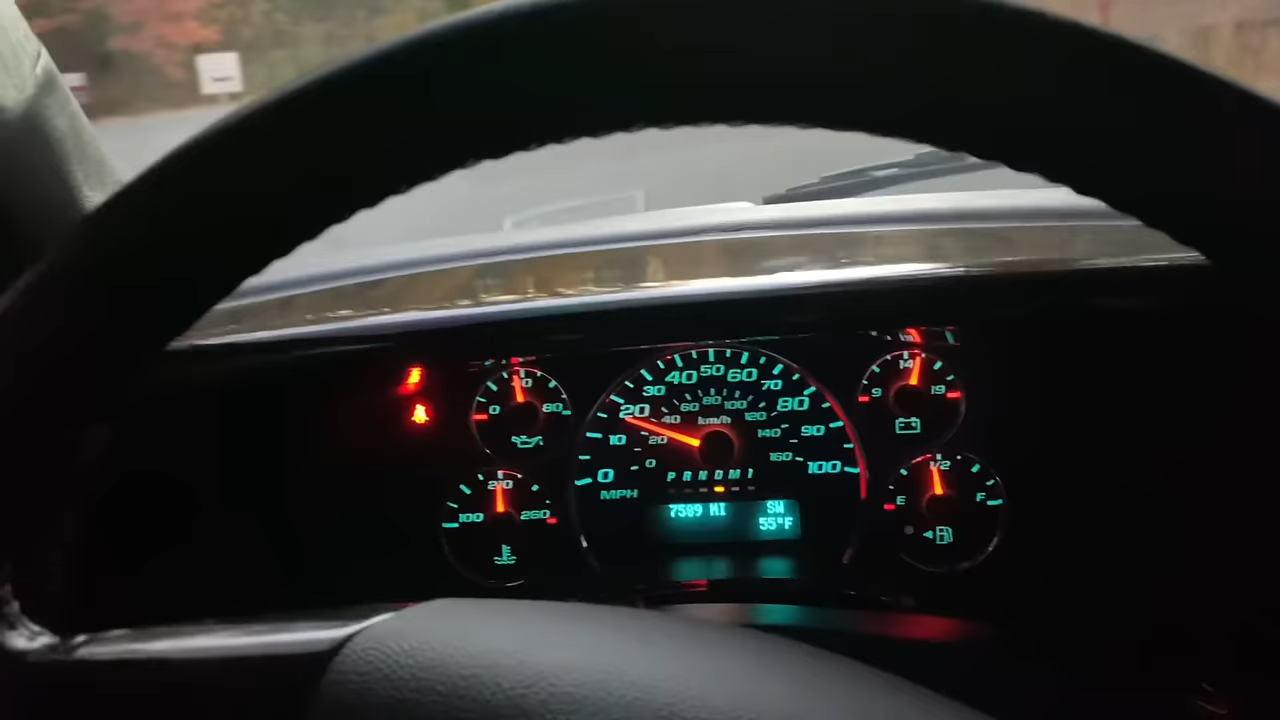 40 50 60
30 70
20 80
10 90
0 100
60 80 100
40 120
20 140
0 160
km/h
MPH
P R N D M 1
7589 MI SW
55°F
0 80
210
100 260
14
9 19
1/2
E F